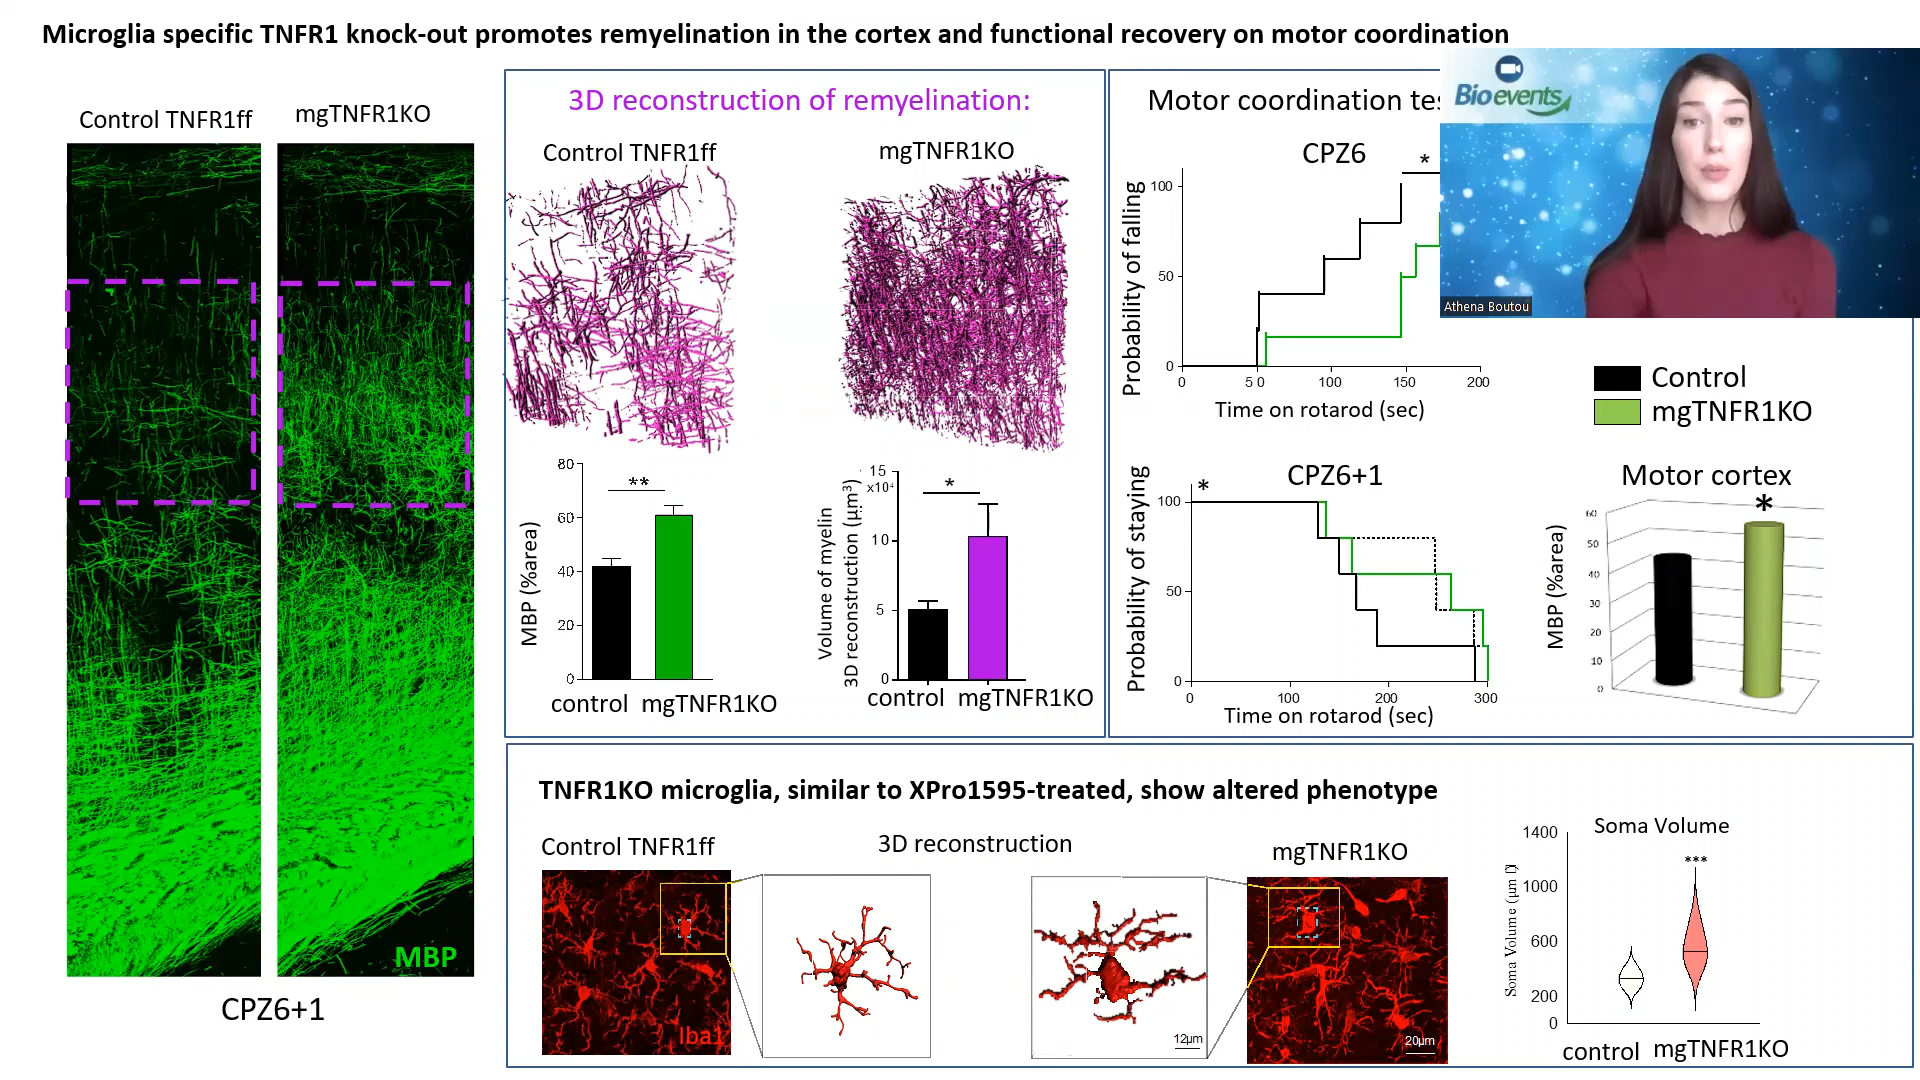 Microglia specific TNFR1 knock-out promotes remyelination in the cortex and functional recovery on motor coordination
Control TNFR1ff
mgTNFR1KO
MBP
CPZ6+1
3D reconstruction of remyelination:
Control TNFR1ff
mgTNFR1KO
MBP (%area)
80
60
40
20
0
**
control
mgTNFR1KO
Volume of myelin
3D reconstruction (µm³)
15
x10⁴
10
5
0
*
control
mgTNFR1KO
Motor coordination tes
CPZ6
*
Probability of falling
100
50
0
0
50
100
150
200
Time on rotarod (sec)
Bioevents
Athena Boutou
Control
mgTNFR1KO
CPZ6+1
*
Probability of staying
100
50
0
0
100
200
300
Time on rotarod (sec)
Motor cortex
*
MBP (%area)
60
50
40
30
20
10
0
TNFR1KO microglia, similar to XPro1595-treated, show altered phenotype
Control TNFR1ff
3D reconstruction
mgTNFR1KO
Iba1
12µm
20µm
Soma Volume
***
Soma Volume (µm
1400
1000
600
200
0
control
mgTNFR1KO